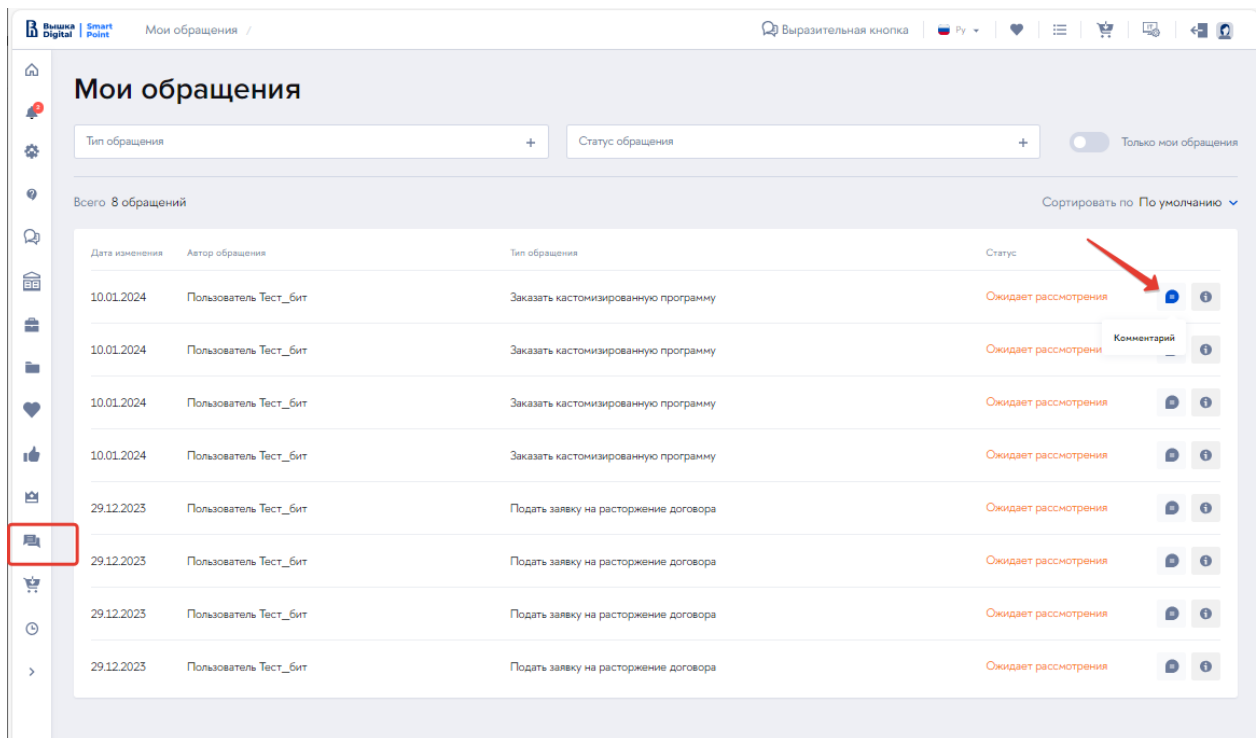 Вышка Digital | Smart Point
Мои обращения /
Выразительная кнопка
Ру
2
Мои обращения
Тип обращения +
Статус обращения +
Только мои обращения
Всего 8 обращений
Сортировать по По умолчанию
Дата изменения Автор обращения Тип обращения Статус
10.01.2024 Пользователь Тест_бит Заказать кастомизированную программу Ожидает рассмотрения
Комментарий
10.01.2024 Пользователь Тест_бит Заказать кастомизированную программу Ожидает рассмотрени
10.01.2024 Пользователь Тест_бит Заказать кастомизированную программу Ожидает рассмотрения
10.01.2024 Пользователь Тест_бит Заказать кастомизированную программу Ожидает рассмотрения
29.12.2023 Пользователь Тест_бит Подать заявку на расторжение договора Ожидает рассмотрения
29.12.2023 Пользователь Тест_бит Подать заявку на расторжение договора Ожидает рассмотрения
29.12.2023 Пользователь Тест_бит Подать заявку на расторжение договора Ожидает рассмотрения
29.12.2023 Пользователь Тест_бит Подать заявку на расторжение договора Ожидает рассмотрения